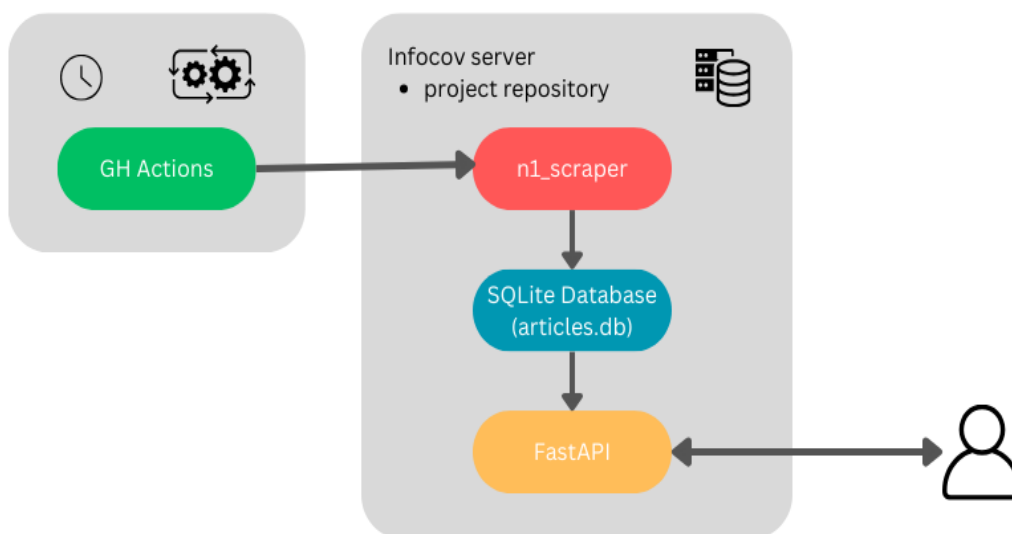 Infocov server
• project repository
GH Actions
n1_scraper
SQLite Database
(articles.db)
FastAPI